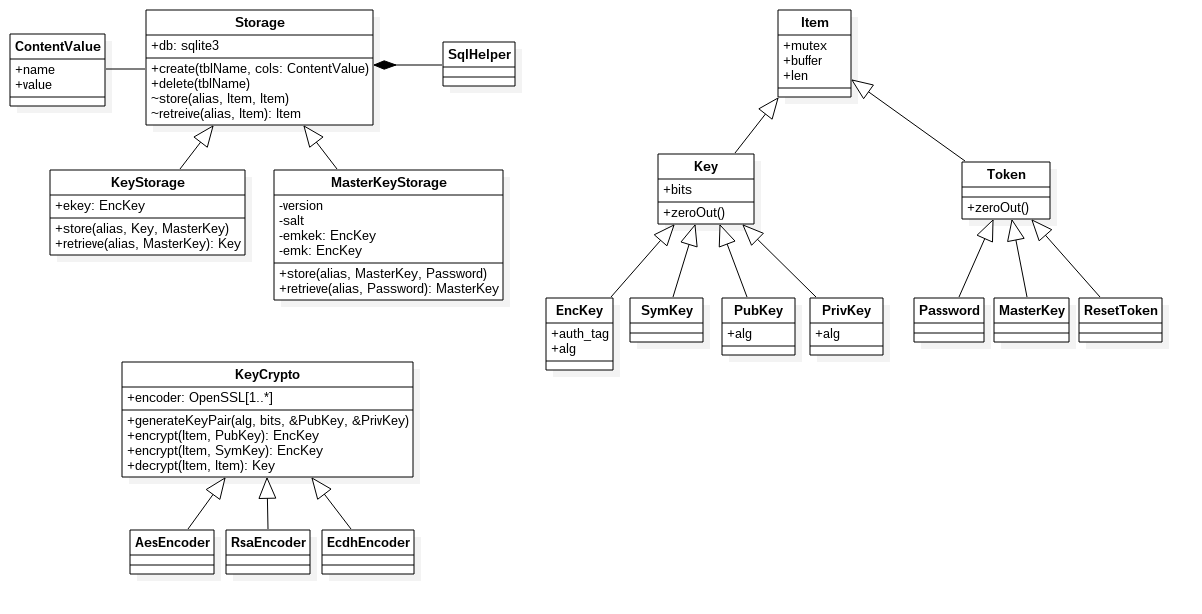 ContentValue
+name
+value
Storage
+db: sqlite3
+create(tblName, cols: ContentValue)
+delete(tblName)
~store(alias, Item, Item)
~retreive(alias, Item): Item
SqlHelper
KeyStorage
+ekey: EncKey
+store(alias, Key, MasterKey)
+retrieve(alias, MasterKey): Key
MasterKeyStorage
-version
-salt
-emkek: EncKey
-emk: EncKey
+store(alias, MasterKey, Password)
+retrieve(alias, Password): MasterKey
Item
+mutex
+buffer
+len
Key
+bits
+zeroOut()
Token
+zeroOut()
EncKey
+auth_tag
+alg
SymKey
PubKey
+alg
PrivKey
+alg
Password
MasterKey
ResetToken
KeyCrypto
+encoder: OpenSSL[1..*]
+generateKeyPair(alg, bits, &PubKey, &PrivKey)
+encrypt(Item, PubKey): EncKey
+encrypt(Item, SymKey): EncKey
+decrypt(Item, Item): Key
AesEncoder
RsaEncoder
EcdhEncoder